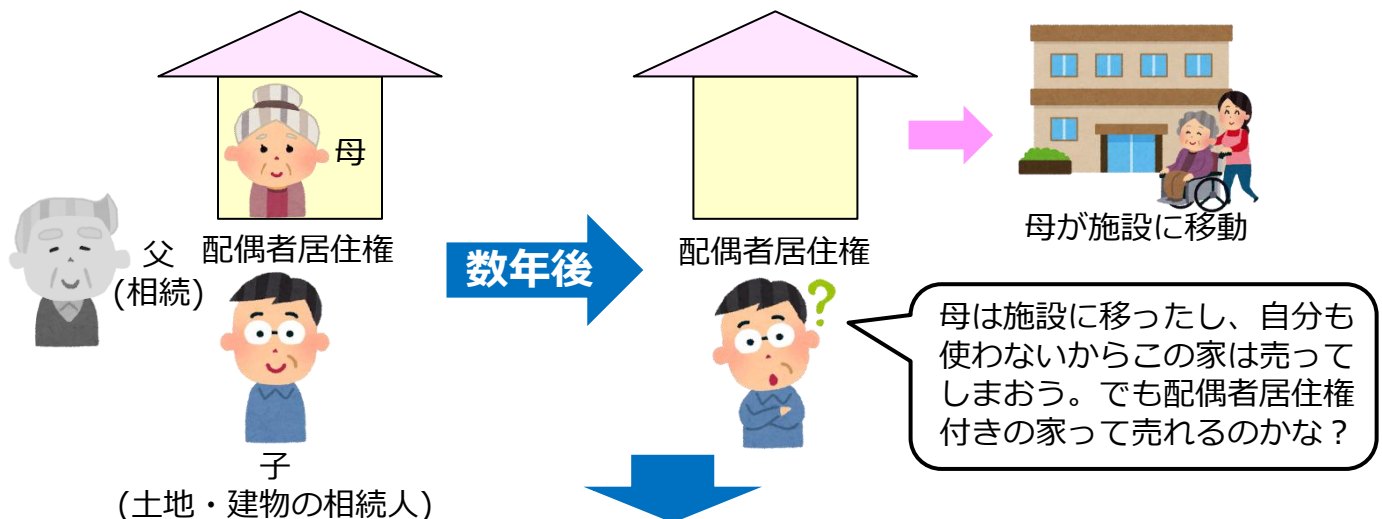 母
配偶者居住権
父
(相続)
子
(土地・建物の相続人)
数年後
配偶者居住権
母が施設に移動
母は施設に移ったし、自分も
使わないからこの家は売って
しまおう。でも配偶者居住権
付きの家って売れるのかな？
?